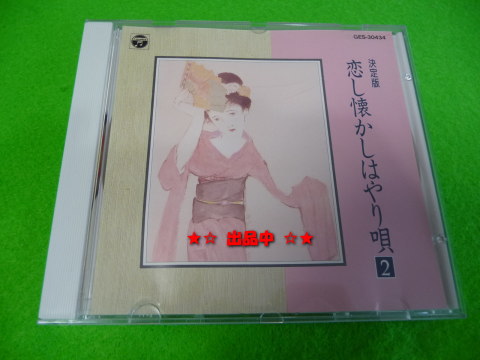 GES-30434
決定版
恋し懐かしはやり唄
2
★☆ 出品中 ☆★